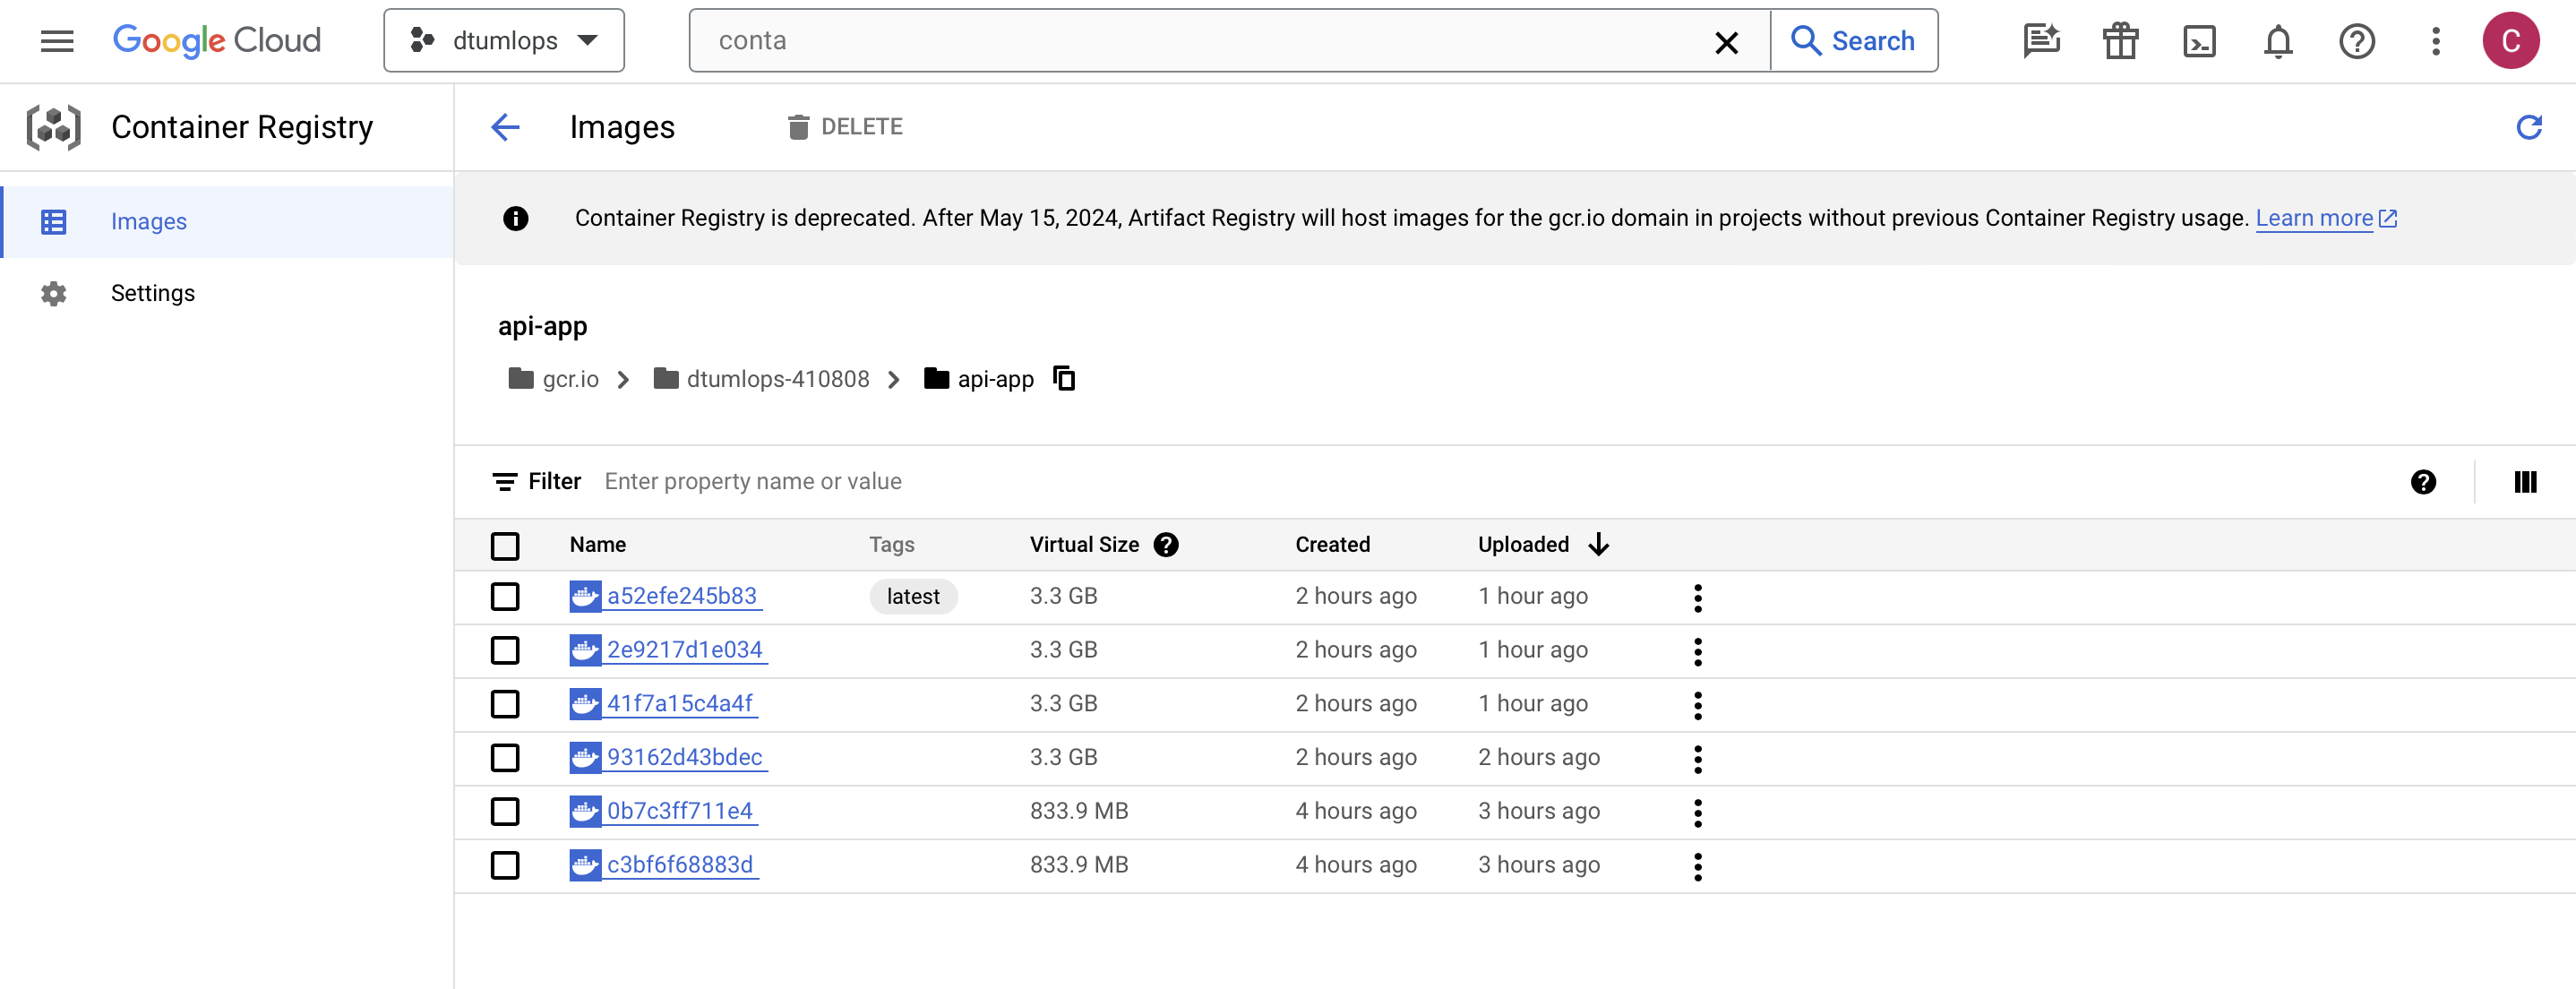 Google Cloud dtumlops conta Search C
Container Registry Images DELETE
Container Registry is deprecated. After May 15, 2024, Artifact Registry will host images for the gcr.io domain in projects without previous Container Registry usage. Learn more
Images
Settings
api-app
gcr.io dtumlops-410808 api-app
Filter Enter property name or value
Name Tags Virtual Size Created Uploaded
a52efe245b83 latest 3.3 GB 2 hours ago 1 hour ago
2e9217d1e034 3.3 GB 2 hours ago 1 hour ago
41f7a15c4a4f 3.3 GB 2 hours ago 1 hour ago
93162d43bdec 3.3 GB 2 hours ago 2 hours ago
0b7c3ff711e4 833.9 MB 4 hours ago 3 hours ago
c3bf6f68883d 833.9 MB 4 hours ago 3 hours ago